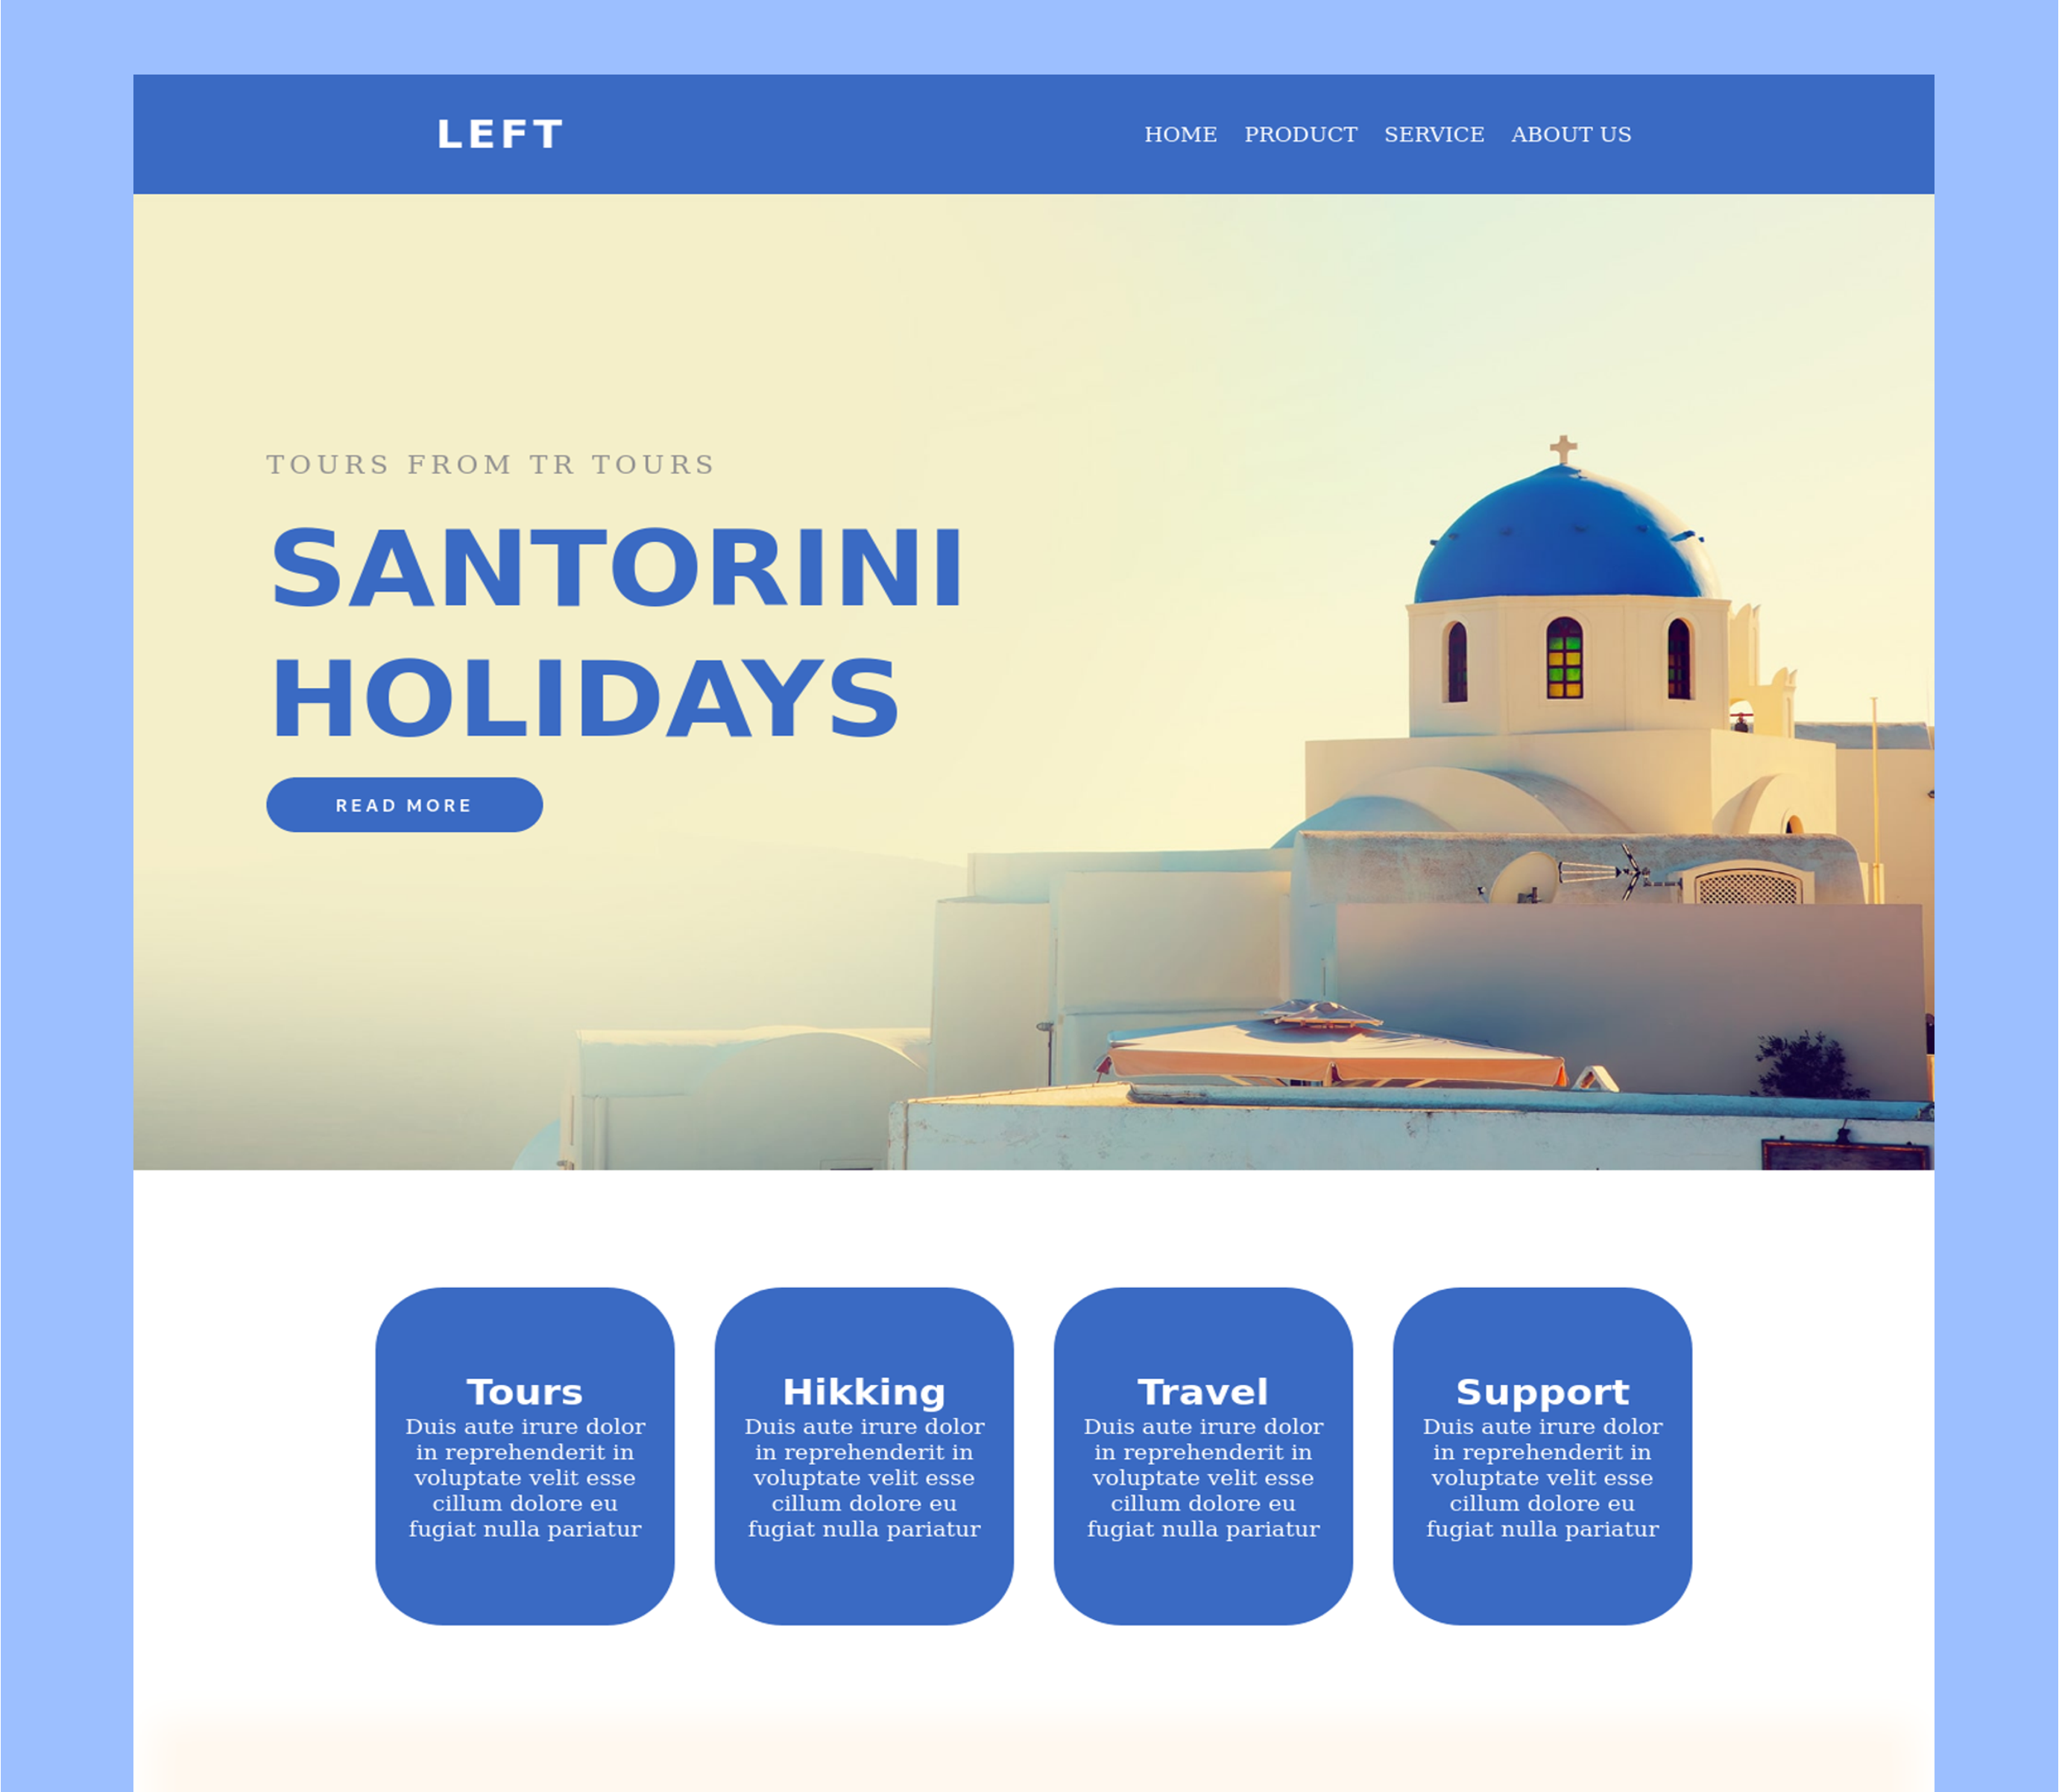 LEFT
HOME PRODUCT SERVICE ABOUT US
TOURS FROM TR TOURS
SANTORINI
HOLIDAYS
READ MORE
Tours
Duis aute irure dolor
in reprehenderit in
voluptate velit esse
cillum dolore eu
fugiat nulla pariatur
Hikking
Duis aute irure dolor
in reprehenderit in
voluptate velit esse
cillum dolore eu
fugiat nulla pariatur
Travel
Duis aute irure dolor
in reprehenderit in
voluptate velit esse
cillum dolore eu
fugiat nulla pariatur
Support
Duis aute irure dolor
in reprehenderit in
voluptate velit esse
cillum dolore eu
fugiat nulla pariatur